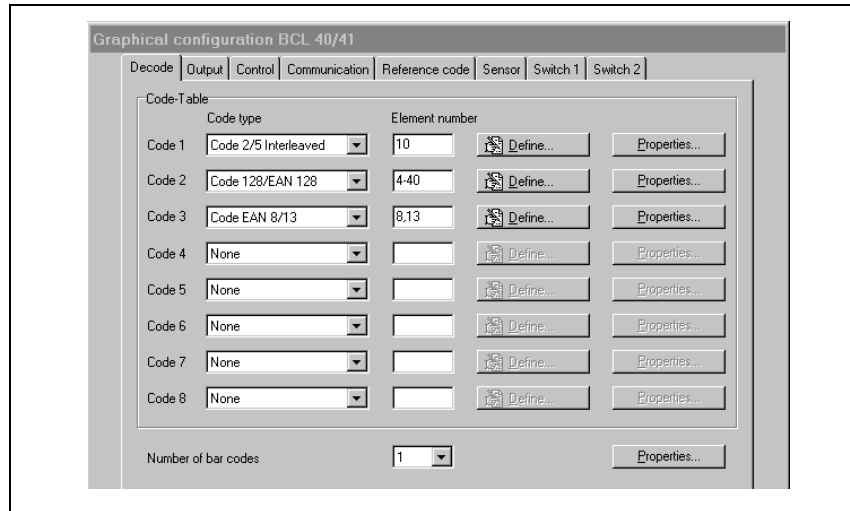 Graphical configuration BCL 40/41
Decode Output Control Communication Reference code Sensor Switch 1 Switch 2
Code-Table
Code type Element number
Code 1 Code 2/5 Interleaved 10 Define... Properties...
Code 2 Code 128/EAN 128 4-40 Define... Properties...
Code 3 Code EAN 8/13 8,13 Define... Properties...
Code 4 None Define... Properties...
Code 5 None Define... Properties...
Code 6 None Define... Properties...
Code 7 None Define... Properties...
Code 8 None Define... Properties...
Number of bar codes 1 Properties...